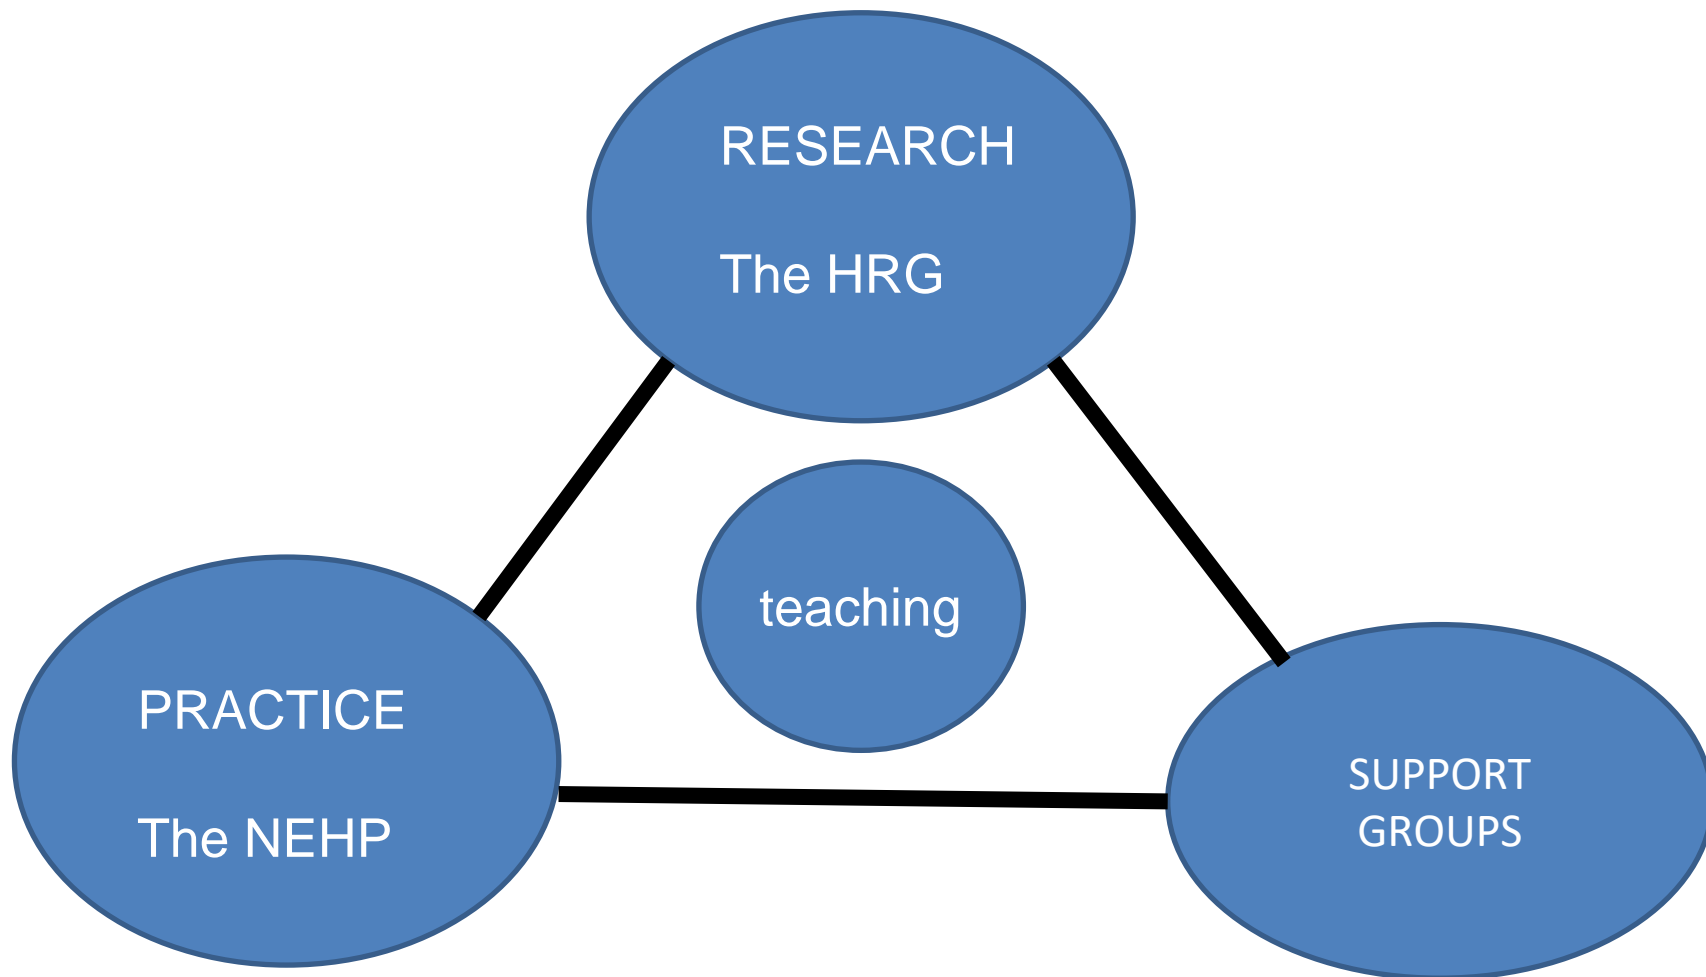 RESEARCH
The HRG
teaching
PRACTICE
The NEHP
SUPPORT
GROUPS